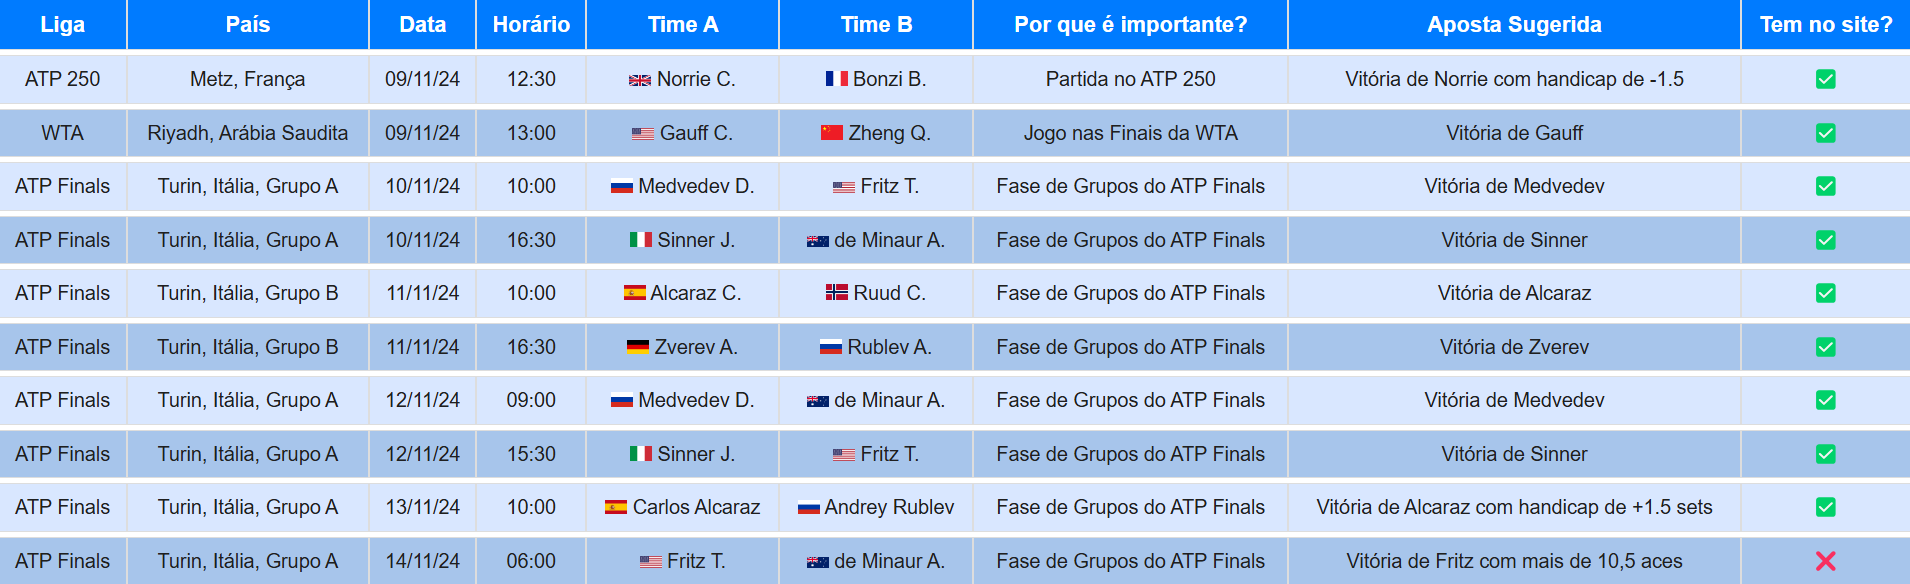 Liga País Data Horário Time A Time B Por que é importante? Aposta Sugerida Tem no site?
ATP 250 Metz, França 09/11/24 12:30 Norrie C. Bonzi B. Partida no ATP 250 Vitória de Norrie com handicap de -1.5
WTA Riyadh, Arábia Saudita 09/11/24 13:00 Gauff C. Zheng Q. Jogo nas Finais da WTA Vitória de Gauff
ATP Finals Turin, Itália, Grupo A 10/11/24 10:00 Medvedev D. Fritz T. Fase de Grupos do ATP Finals Vitória de Medvedev
ATP Finals Turin, Itália, Grupo A 10/11/24 16:30 Sinner J. de Minaur A. Fase de Grupos do ATP Finals Vitória de Sinner
ATP Finals Turin, Itália, Grupo B 11/11/24 10:00 Alcaraz C. Ruud C. Fase de Grupos do ATP Finals Vitória de Alcaraz
ATP Finals Turin, Itália, Grupo B 11/11/24 16:30 Zverev A. Rublev A. Fase de Grupos do ATP Finals Vitória de Zverev
ATP Finals Turin, Itália, Grupo A 12/11/24 09:00 Medvedev D. de Minaur A. Fase de Grupos do ATP Finals Vitória de Medvedev
ATP Finals Turin, Itália, Grupo A 12/11/24 15:30 Sinner J. Fritz T. Fase de Grupos do ATP Finals Vitória de Sinner
ATP Finals Turin, Itália, Grupo A 13/11/24 10:00 Carlos Alcaraz Andrey Rublev Fase de Grupos do ATP Finals Vitória de Alcaraz com handicap de +1.5 sets
ATP Finals Turin, Itália, Grupo A 14/11/24 06:00 Fritz T. de Minaur A. Fase de Grupos do ATP Finals Vitória de Fritz com mais de 10,5 aces